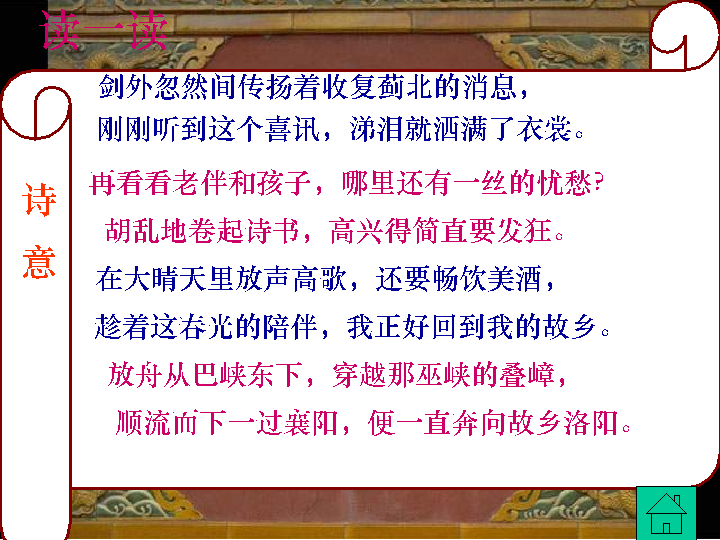 读一读
剑外忽然间传扬着收复蓟北的消息，
刚刚听到这个喜讯，涕泪就洒满了衣裳。
诗意
再看看老伴和孩子，哪里还有一丝的忧愁?
胡乱地卷起诗书，高兴得简直要发狂。
在大晴天里放声高歌，还要畅饮美酒，
趁着这春光的陪伴，我正好回到我的故乡。
放舟从巴峡东下，穿越那巫峡的叠嶂，
顺流而下一过襄阳，便一直奔向故乡洛阳。